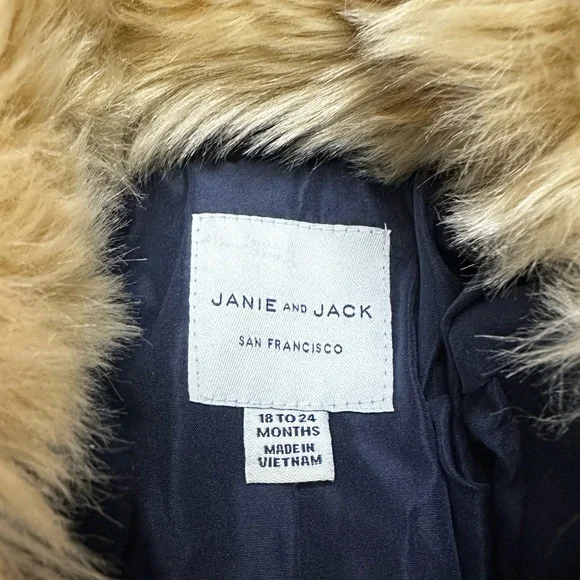 JANIE AND JACK
SAN FRANCISCO
18 TO 24
MONTHS
MADE IN
VIETNAM